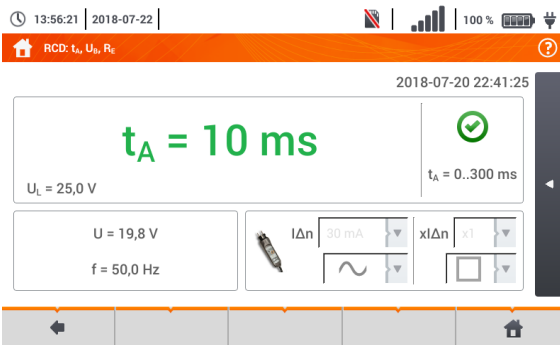 13:56:21 2018-07-22 100 %
RCD: tA, UB, RE ?
2018-07-20 22:41:25
tA = 10 ms
tA = 0..300 ms
UL = 25,0 V
U = 19,8 V
f = 50,0 Hz
IΔn 30 mA xIΔn x1